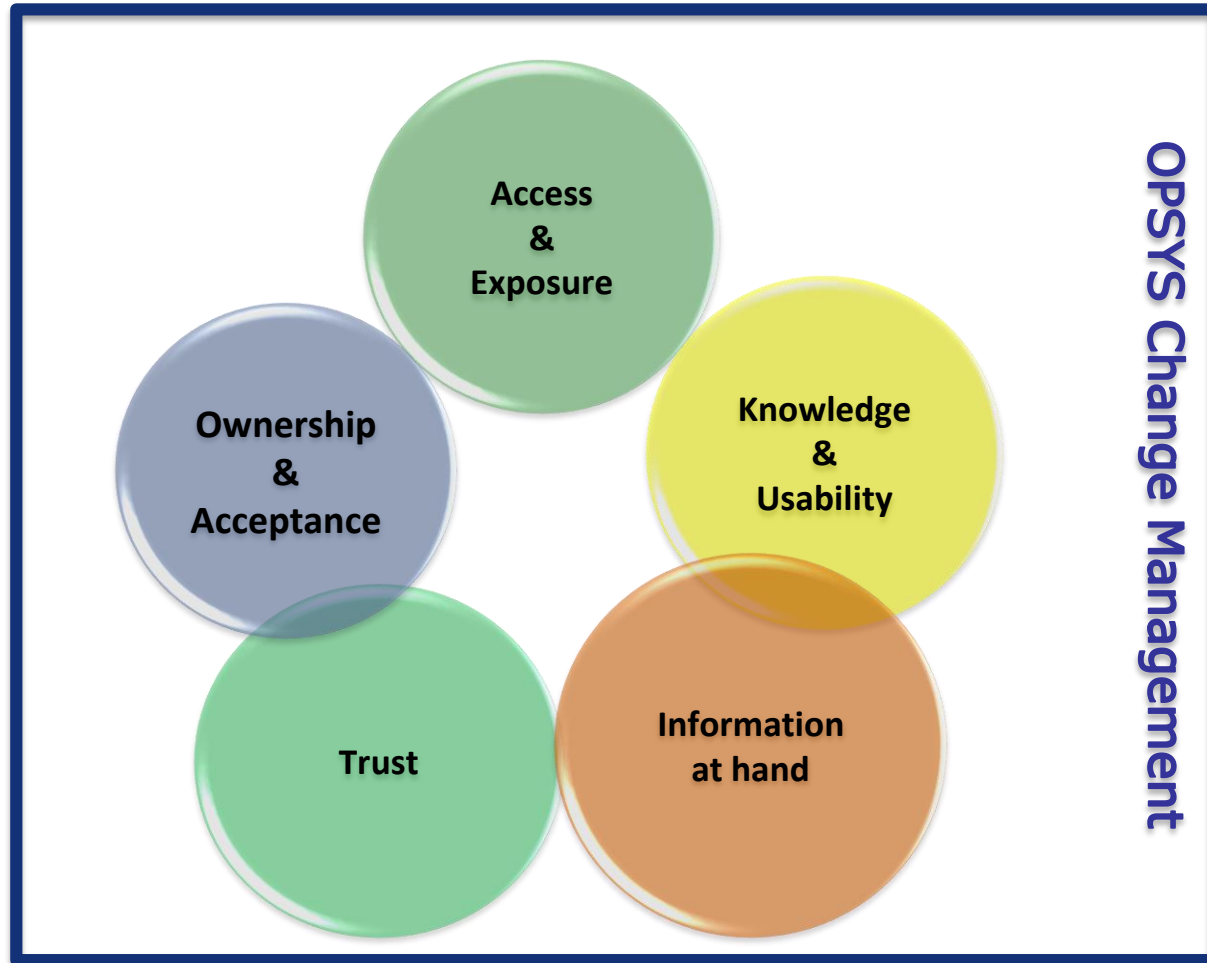 Access
&
Exposure
Knowledge
&
Usability
Information
at hand
Trust
Ownership
&
Acceptance
OPSYS Change Management